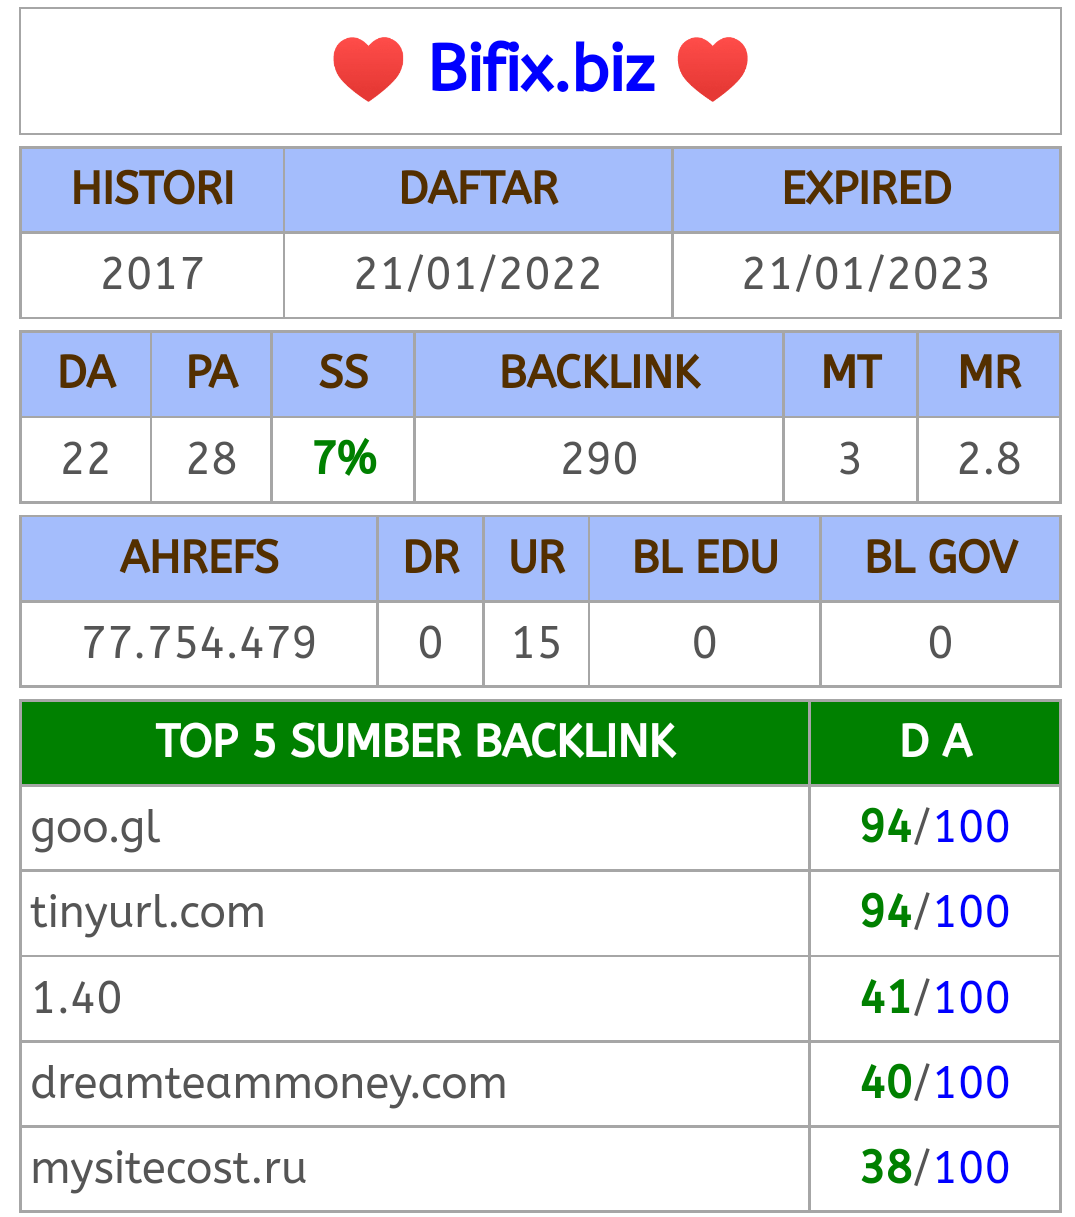 ❤️ Bifix.biz ❤️
HISTORI DAFTAR EXPIRED
2017 21/01/2022 21/01/2023
DA PA SS BACKLINK MT MR
22 28 7% 290 3 2.8
AHREFS DR UR BL EDU BL GOV
77.754.479 0 15 0 0
TOP 5 SUMBER BACKLINK D A
goo.gl 94/100
tinyurl.com 94/100
1.40 41/100
dreamteammoney.com 40/100
mysitecost.ru 38/100